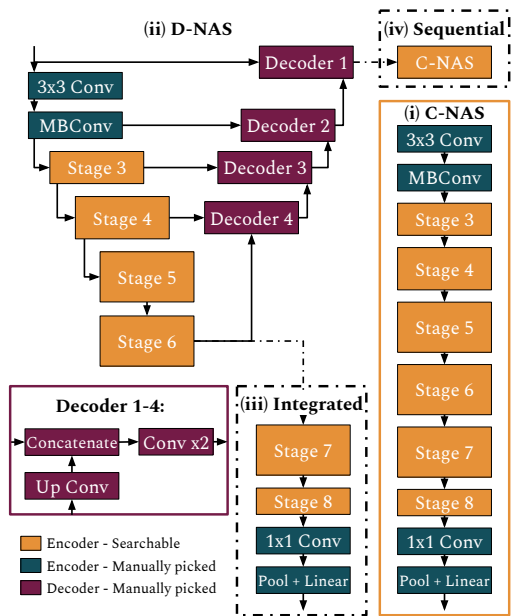 (ii) D-NAS
Decoder 1
3x3 Conv
MBConv
Decoder 2
Stage 3
Decoder 3
Stage 4
Decoder 4
Stage 5
Stage 6
(iv) Sequential
C-NAS
(i) C-NAS
3x3 Conv
MBConv
Stage 3
Stage 4
Stage 5
Stage 6
Stage 7
Stage 8
1x1 Conv
Pool + Linear
(iii) Integrated
Stage 7
Stage 8
1x1 Conv
Pool + Linear
Decoder 1-4:
Concatenate
Conv x2
Up Conv
Encoder - Searchable
Encoder - Manually picked
Decoder - Manually picked